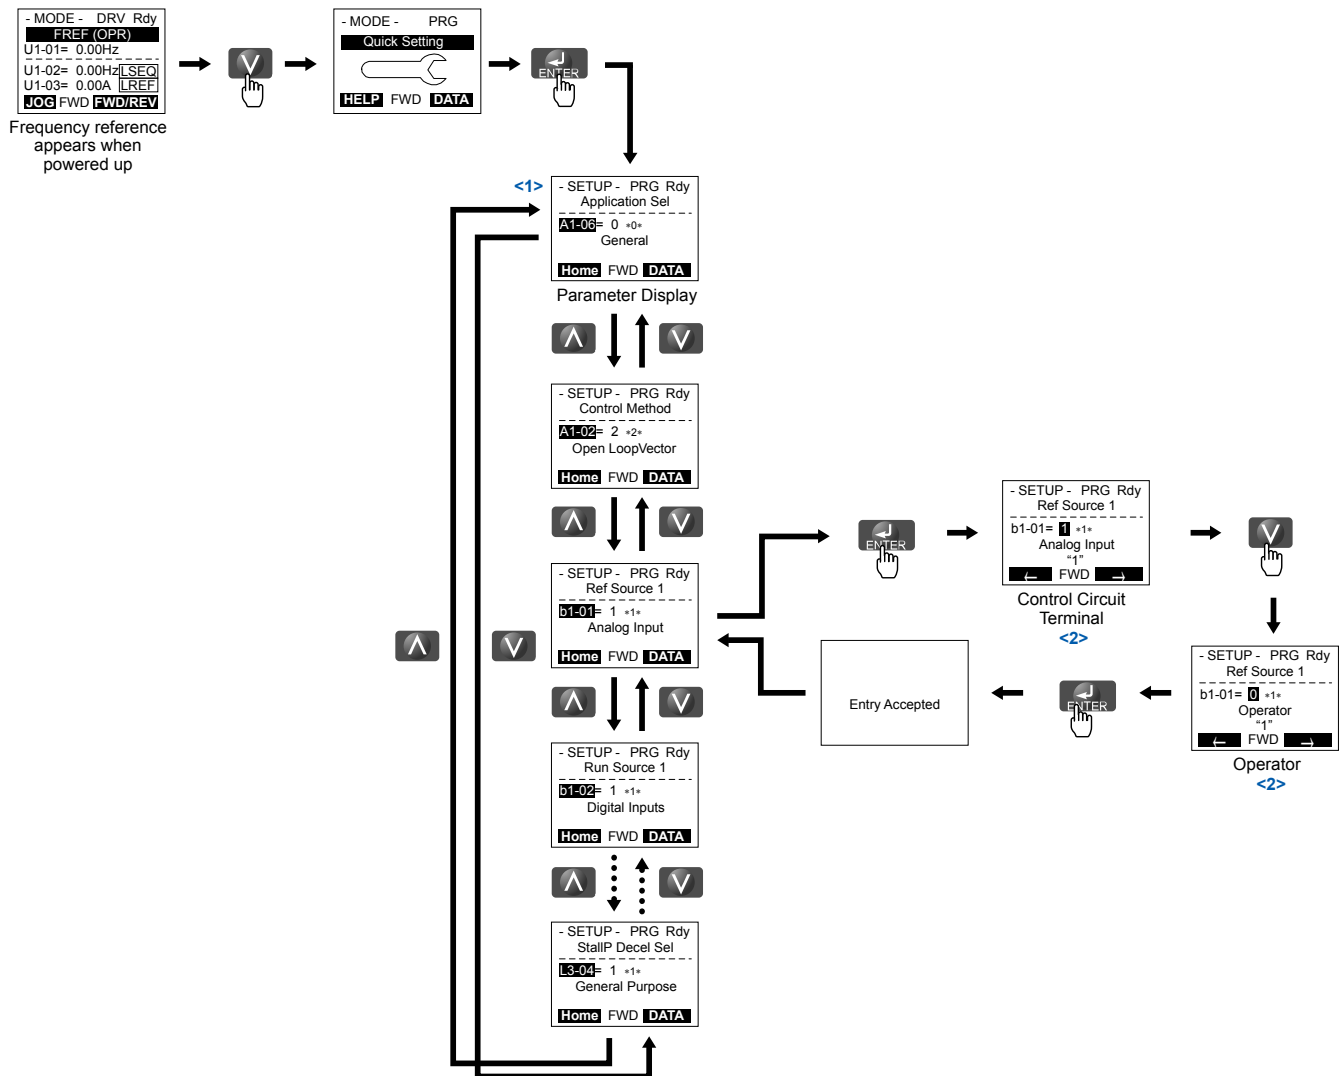 - MODE - DRV Rdy
FREF (OPR)
U1-01= 0.00Hz
U1-02= 0.00Hz LSEQ
U1-03= 0.00A LREF
JOG FWD FWD/REV
Frequency reference
appears when
powered up
- MODE - PRG
Quick Setting
HELP FWD DATA
ENTER
<1>
- SETUP - PRG Rdy
Application Sel
A1-06= 0 *0*
General
Home FWD DATA
Parameter Display
- SETUP - PRG Rdy
Control Method
A1-02= 2 *2*
Open LoopVector
Home FWD DATA
- SETUP - PRG Rdy
Ref Source 1
b1-01= 1 *1*
Analog Input
Home FWD DATA
ENTER
- SETUP - PRG Rdy
Ref Source 1
b1-01= 1 *1*
Analog Input
“1”
← FWD →
Control Circuit
Terminal
<2>
- SETUP - PRG Rdy
Ref Source 1
b1-01= 0 *1*
Operator
“1”
← FWD →
Operator
<2>
ENTER
Entry Accepted
- SETUP - PRG Rdy
Run Source 1
b1-02= 1 *1*
Digital Inputs
Home FWD DATA
- SETUP - PRG Rdy
StallP Decel Sel
L3-04= 1 *1*
General Purpose
Home FWD DATA